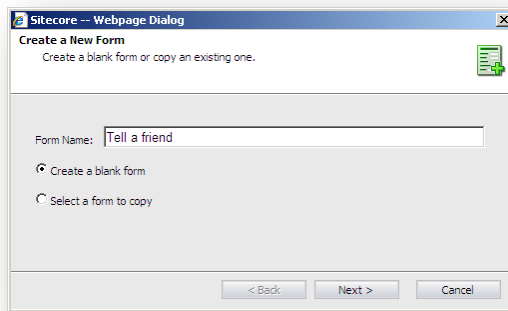 Sitecore -- Webpage Dialog
Create a New Form
Create a blank form or copy an existing one.
Form Name: Tell a friend
Create a blank form
Select a form to copy
< Back Next > Cancel